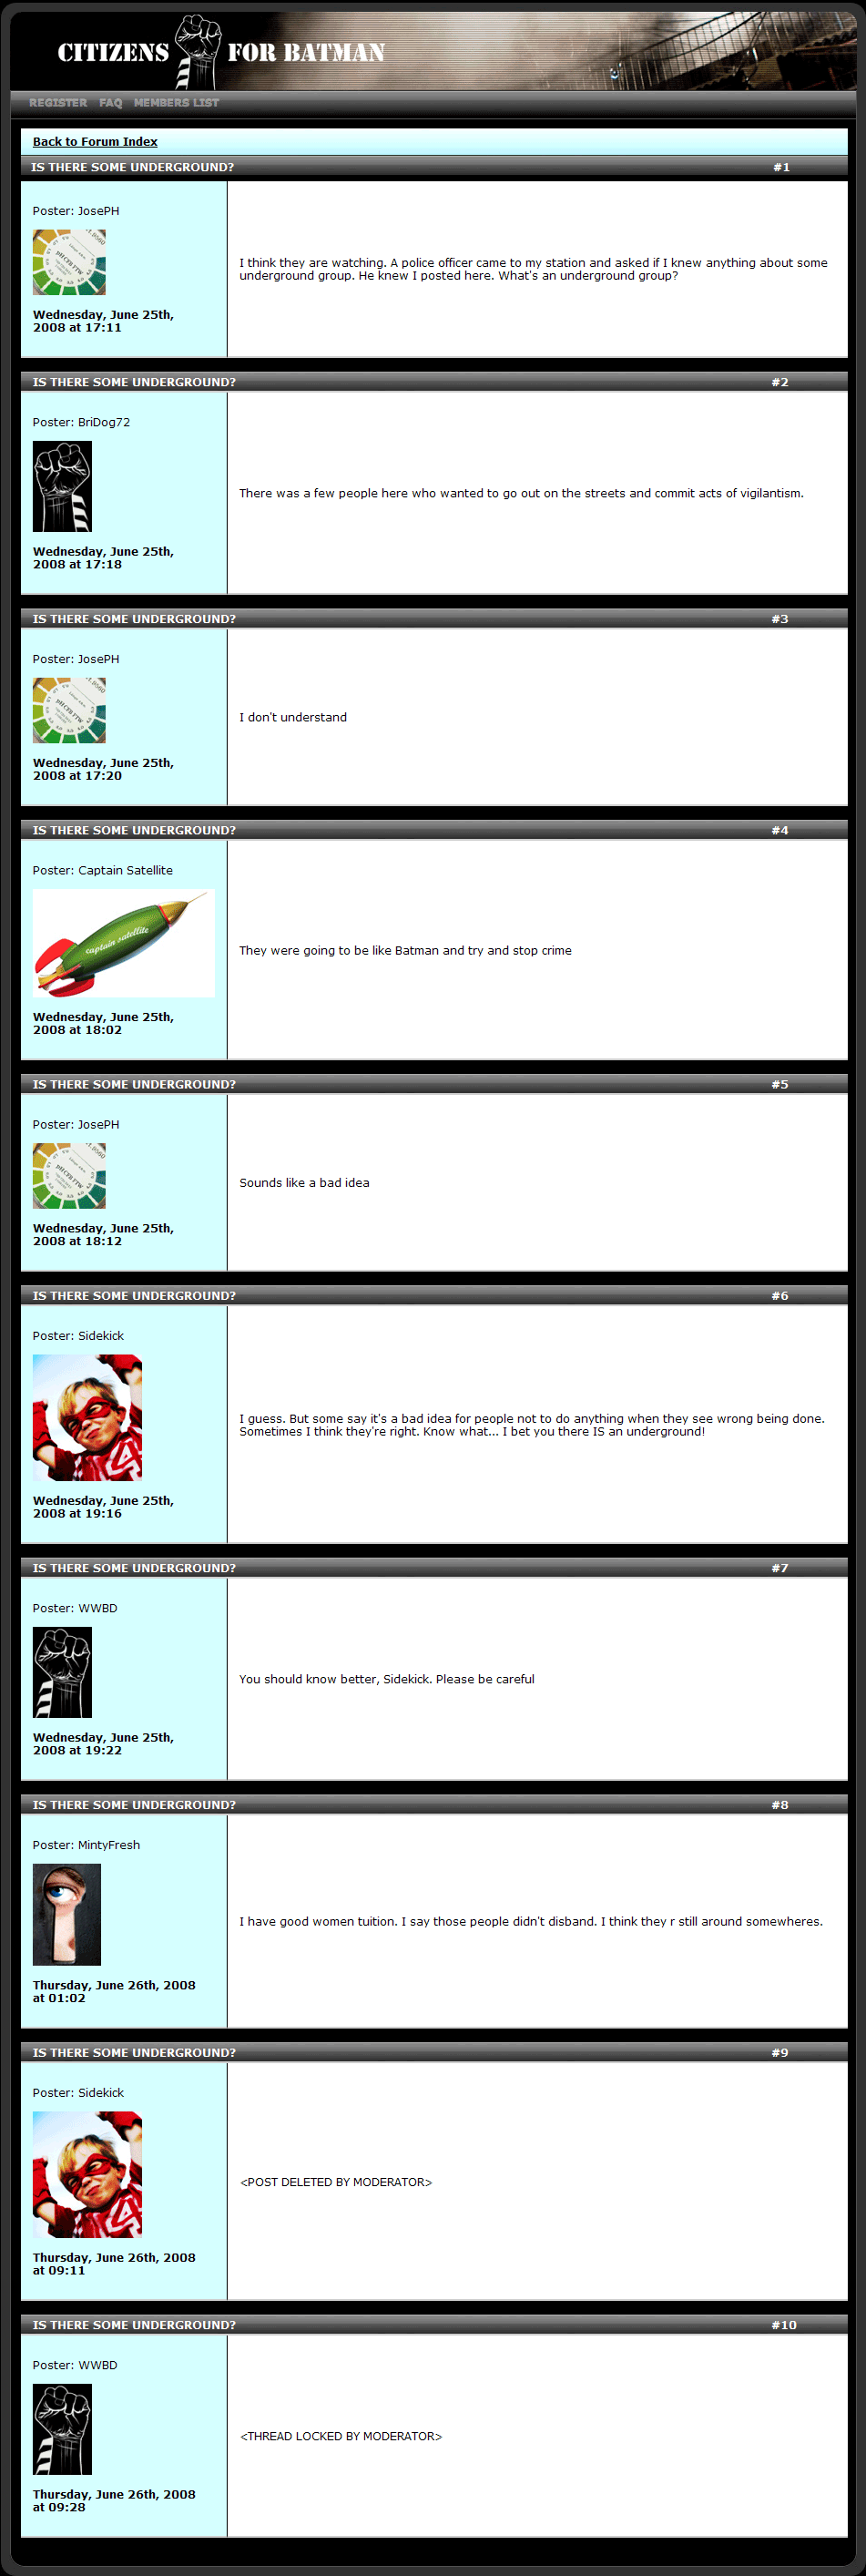 CITIZENS FOR BATMAN
REGISTER FAQ MEMBERS LIST
Back to Forum Index
IS THERE SOME UNDERGROUND? #1
Poster: JosePH
Wednesday, June 25th,
2008 at 17:11
I think they are watching. A police officer came to my station and asked if I knew anything about some
underground group. He knew I posted here. What's an underground group?
IS THERE SOME UNDERGROUND? #2
Poster: BriDog72
Wednesday, June 25th,
2008 at 17:18
There was a few people here who wanted to go out on the streets and commit acts of vigilantism.
IS THERE SOME UNDERGROUND? #3
Poster: JosePH
Wednesday, June 25th,
2008 at 17:20
I don't understand
IS THERE SOME UNDERGROUND? #4
Poster: Captain Satellite
captain satellite
Wednesday, June 25th,
2008 at 18:02
They were going to be like Batman and try and stop crime
IS THERE SOME UNDERGROUND? #5
Poster: JosePH
Wednesday, June 25th,
2008 at 18:12
Sounds like a bad idea
IS THERE SOME UNDERGROUND? #6
Poster: Sidekick
Wednesday, June 25th,
2008 at 19:16
I guess. But some say it's a bad idea for people not to do anything when they see wrong being done.
Sometimes I think they're right. Know what... I bet you there IS an underground!
IS THERE SOME UNDERGROUND? #7
Poster: WWBD
Wednesday, June 25th,
2008 at 19:22
You should know better, Sidekick. Please be careful
IS THERE SOME UNDERGROUND? #8
Poster: MintyFresh
Thursday, June 26th, 2008
at 01:02
I have good women tuition. I say those people didn't disband. I think they r still around somewheres.
IS THERE SOME UNDERGROUND? #9
Poster: Sidekick
Thursday, June 26th, 2008
at 09:11
<POST DELETED BY MODERATOR>
IS THERE SOME UNDERGROUND? #10
Poster: WWBD
Thursday, June 26th, 2008
at 09:28
<THREAD LOCKED BY MODERATOR>